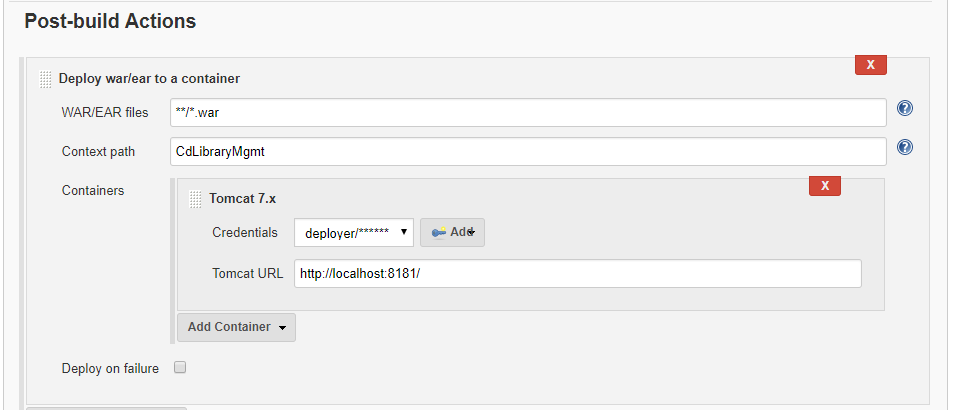 Post-build Actions
X
Deploy war/ear to a container
WAR/EAR files **/*.war ?
Context path CdLibraryMgmt ?
Containers
X
Tomcat 7.x
Credentials deployer/****** Add
Tomcat URL http://localhost:8181/
Add Container
Deploy on failure